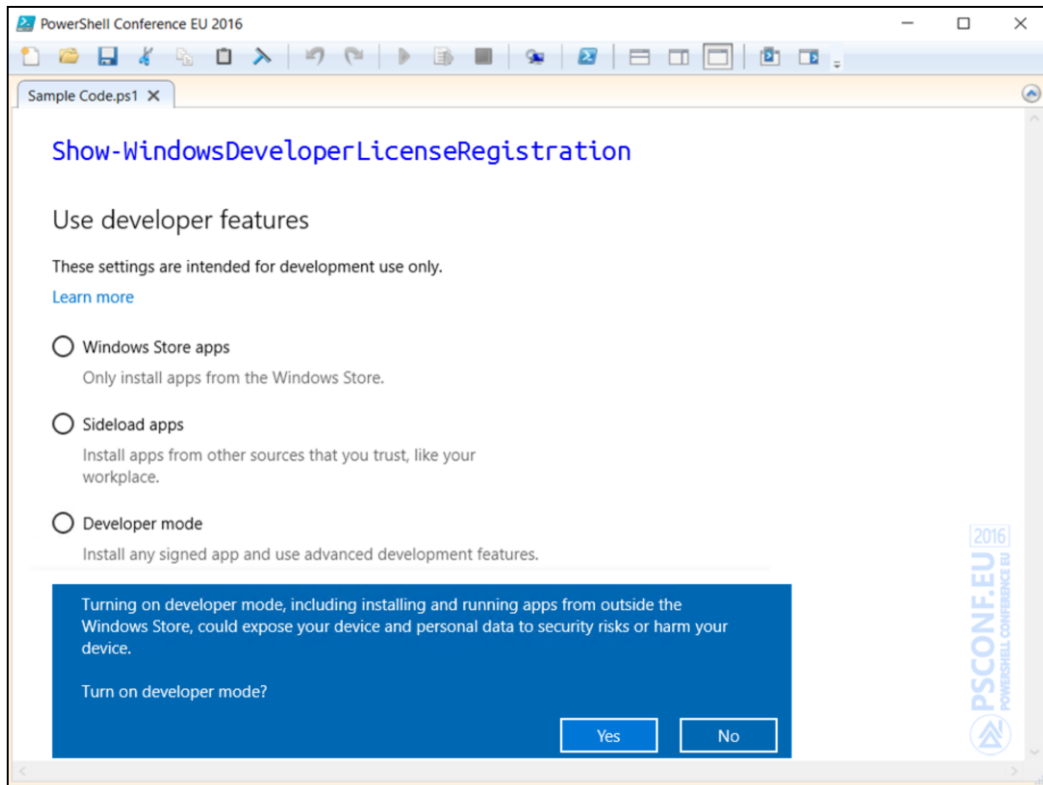 PowerShell Conference EU 2016
Sample Code.ps1
Show-WindowsDeveloperLicenseRegistration
Use developer features
These settings are intended for development use only.
Learn more
Windows Store apps
Only install apps from the Windows Store.
Sideload apps
Install apps from other sources that you trust, like your
workplace.
Developer mode
Install any signed app and use advanced development features.
Turning on developer mode, including installing and running apps from outside the
Windows Store, could expose your device and personal data to security risks or harm your
device.
Turn on developer mode?
Yes
No
2016
PSCONF.EU
POWERSHELL CONFERENCE EU